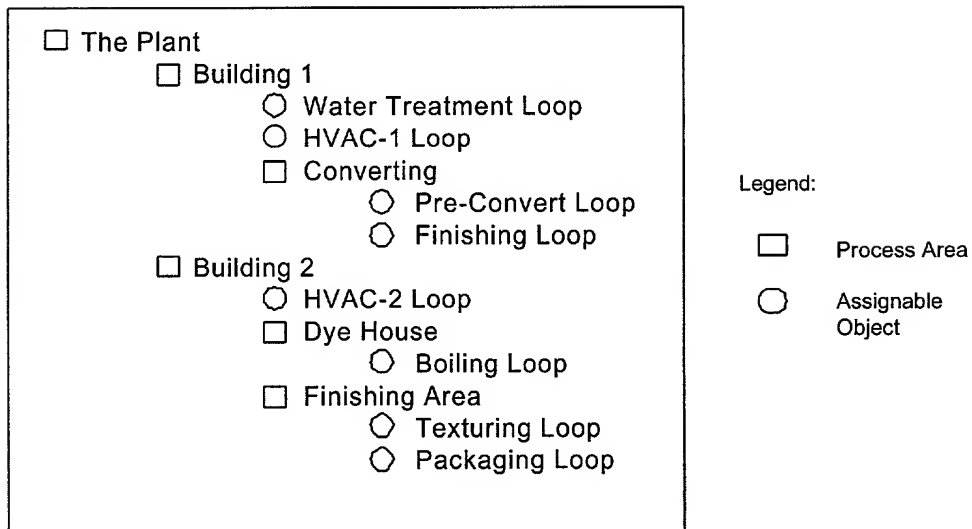 The Plant
Building 1
Water Treatment Loop
HVAC-1 Loop
Converting
Pre-Convert Loop
Finishing Loop
Building 2
HVAC-2 Loop
Dye House
Boiling Loop
Finishing Area
Texturing Loop
Packaging Loop
Legend:
Process Area
Assignable
Object